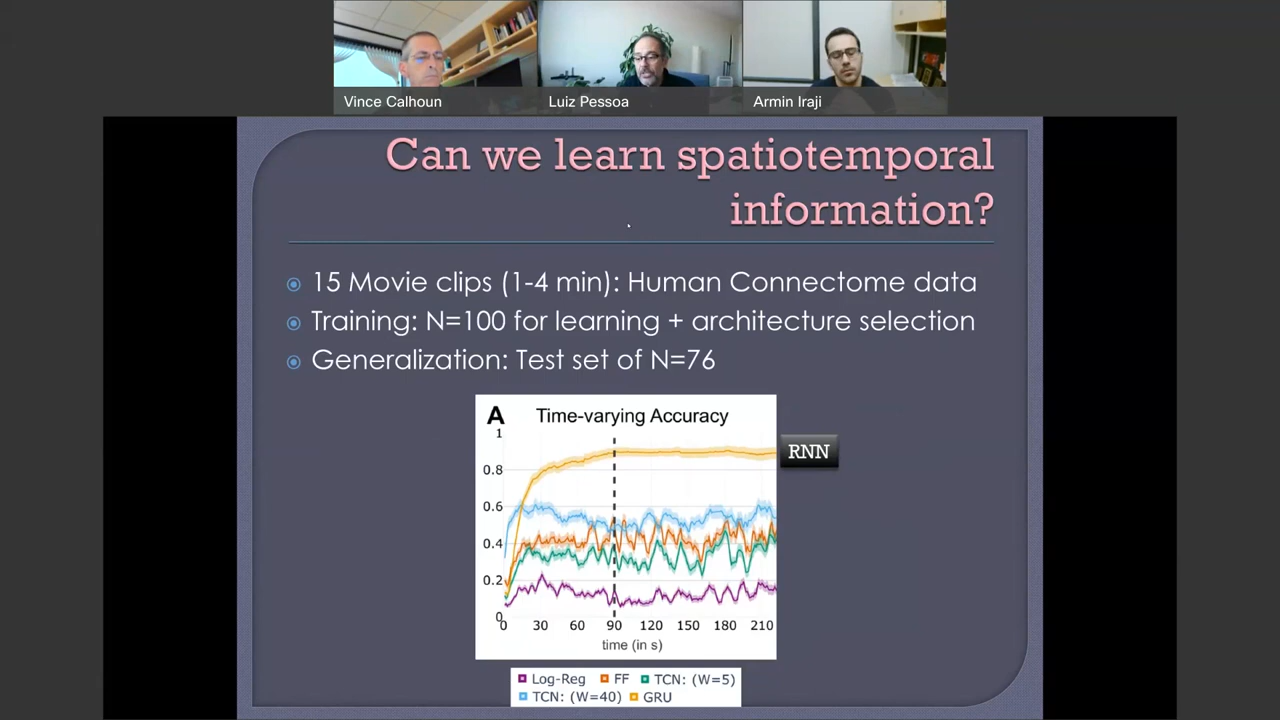 Vince Calhoun
Luiz Pessoa
Armin Iraji
Can we learn spatiotemporal
information?
15 Movie clips (1-4 min): Human Connectome data
Training: N=100 for learning + architecture selection
Generalization: Test set of N=76
A Time-varying Accuracy
1
0.8
0.6
0.4
0.2
0
0 30 60 90 120 150 180 210
time (in s)
RNN
Log-Reg FF TCN: (W=5)
TCN: (W=40) GRU